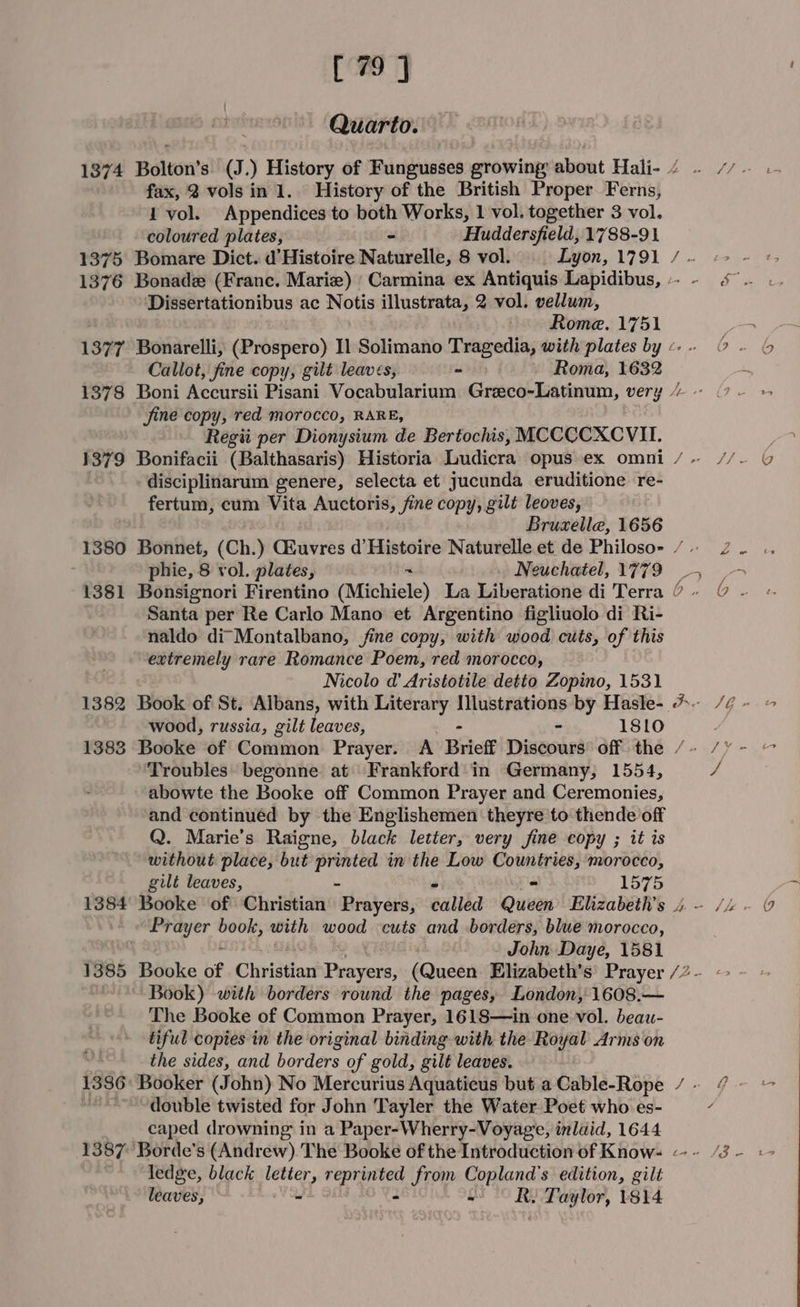 [ 79 ]
Quarto.
1374 Bolton's (J.) History of Fungusses growing about Hali-
fax, 2 vols in 1. History of the British Proper Ferns,
1 vol. Appendices to both Works, 1 vol. together 3 vol.
coloured plates, - Huddersfield, 1788-91
1375 Bomare Dict. d'Histoire Naturelle, 8 vol. Lyon, 1791
1376 Bonadæ (Franc. Mariæ) Carmina ex Antiquis Lapidibus,
Dissertationibus ac Notis illustrata, 2 vol. vellum,
Romæ. 1751
1377 Bonarelli, (Prospero) Il Solimano Tragedia, with plates by
Callot, fine copy, gilt leaves, - Roma, 1632
1378 Boni Accursii Pisani Vocabularium Græco-Latinum, very
fine copy, red morocco, RARE,
Regii per Dionysium de Bertochis, MCCCCXCVII.
1379 Bonifacii (Balthasaris) Historia Ludicra opus ex omni
disciplinarum genere, selecta et jucunda eruditione re-
fertum, cum Vita Auctoris, fine copy, gilt leoves,
Bruxellæ, 1656
1380 Bonnet, (Ch.) Œuvres d'Histoire Naturelle et de Philoso-
phie, 8 vol. plates, - Neuchatel, 1779
1381 Bonsignori Firentino (Michiele) La Liberatione di Terra
Santa per Re Carlo Mano et Argentino figliuolo di Ri-
naldo di Montalbano, fine copy, with wood cuts, of this
extremely rare Romance Poem, red morocco,
Nicolo d'Aristotile detto Zopino, 1531
1382 Book of St. Albans, with Literary Illustrations by Hasle-
wood, russia, gilt leaves, - - 1810
1383 Booke of Common Prayer. A Brieff Discours off the
Troubles begonne at Frankford in Germany, 1554,
abowte the Booke off Common Prayer and Ceremonies,
and continued by the Englishemen theyre to thende off
Q. Marie's Raigne, black letter, very fine copy ; it is
without place, but printed in the Low Countries, morocco,
gilt leaves, - - - 1575
1384 Booke of Christian Prayers, called Queen Elizabeth's
Prayer book, with wood cuts and borders, blue morocco,
John Daye, 1581
1385 Booke of Christian Prayers, (Queen Elizabeth's Prayer
Book) with borders round the pages, London, 1608.—
The Booke of Common Prayer, 1618—in one vol. beau-
tiful copies in the original binding with the Royal Arms on
the sides, and borders of gold, gilt leaves.
1386 Booker (John) No Mercurius Aquaticus but a Cable-Rope
double twisted for John Tayler the Water Poet who es-
caped drowning in a Paper-Wherry-Voyage, inlaid, 1644
1387 Borde's (Andrew) The Booke of the Introduction of Know-
ledge, black letter, reprinted from Copland's edition, gilt
leaves, - - - R. Taylor, 1814